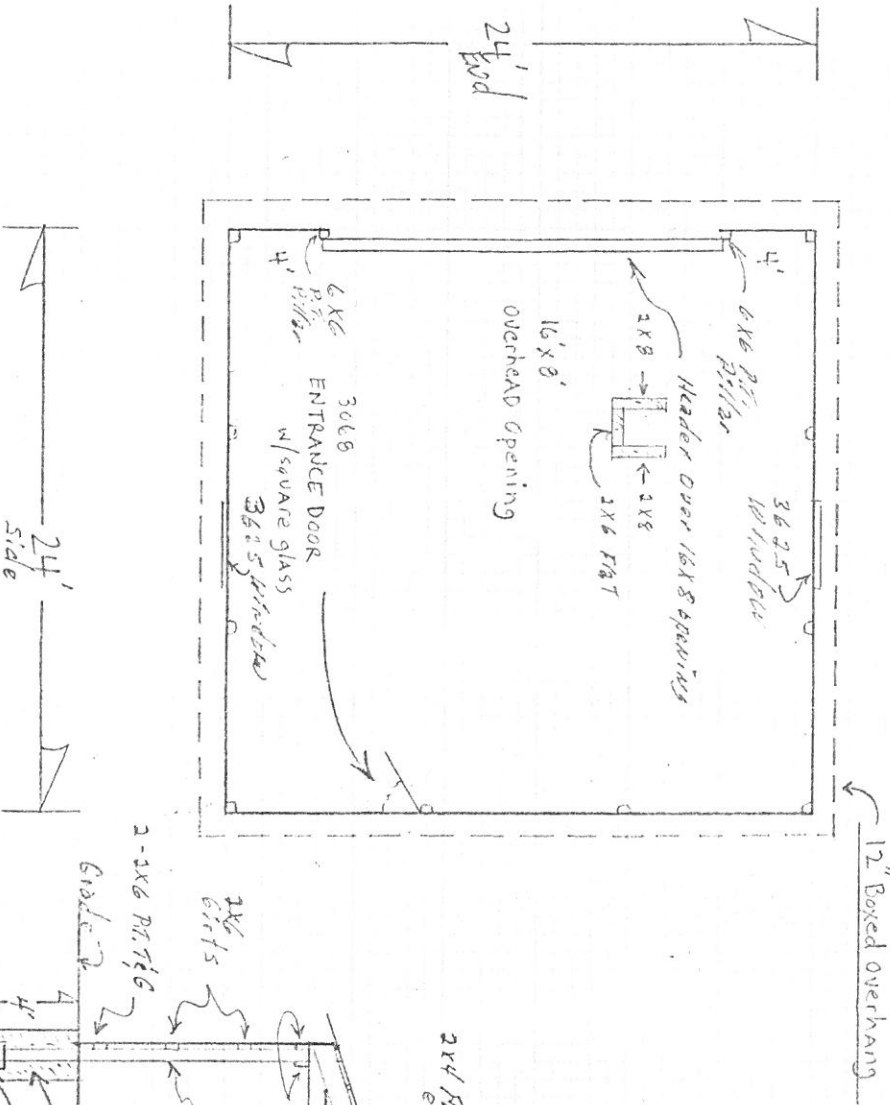 12" Boxed Overhang
24'
End
4'
6X6 P.T.
Pillar
3625
Window
Header Over 16X8 opening
2X8
2X8
2X6 Flat
16'X8'
Overhead Opening
4'
6X6
P.T.
Pillar
3068
ENTRANCE DOOR
w/square glass
3625 Window
24'
Side
2X6
Girts
2-2X6 P.T. T&G
Grade
4'
2X4